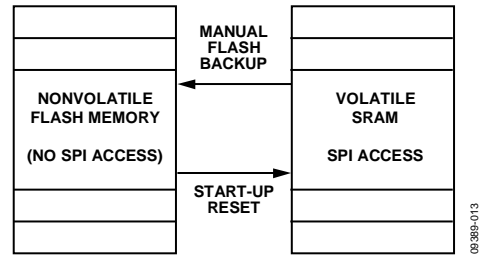 MANUAL
FLASH
BACKUP
NONVOLATILE
FLASH MEMORY
(NO SPI ACCESS)
VOLATILE
SRAM
SPI ACCESS
START-UP
RESET
09389-013